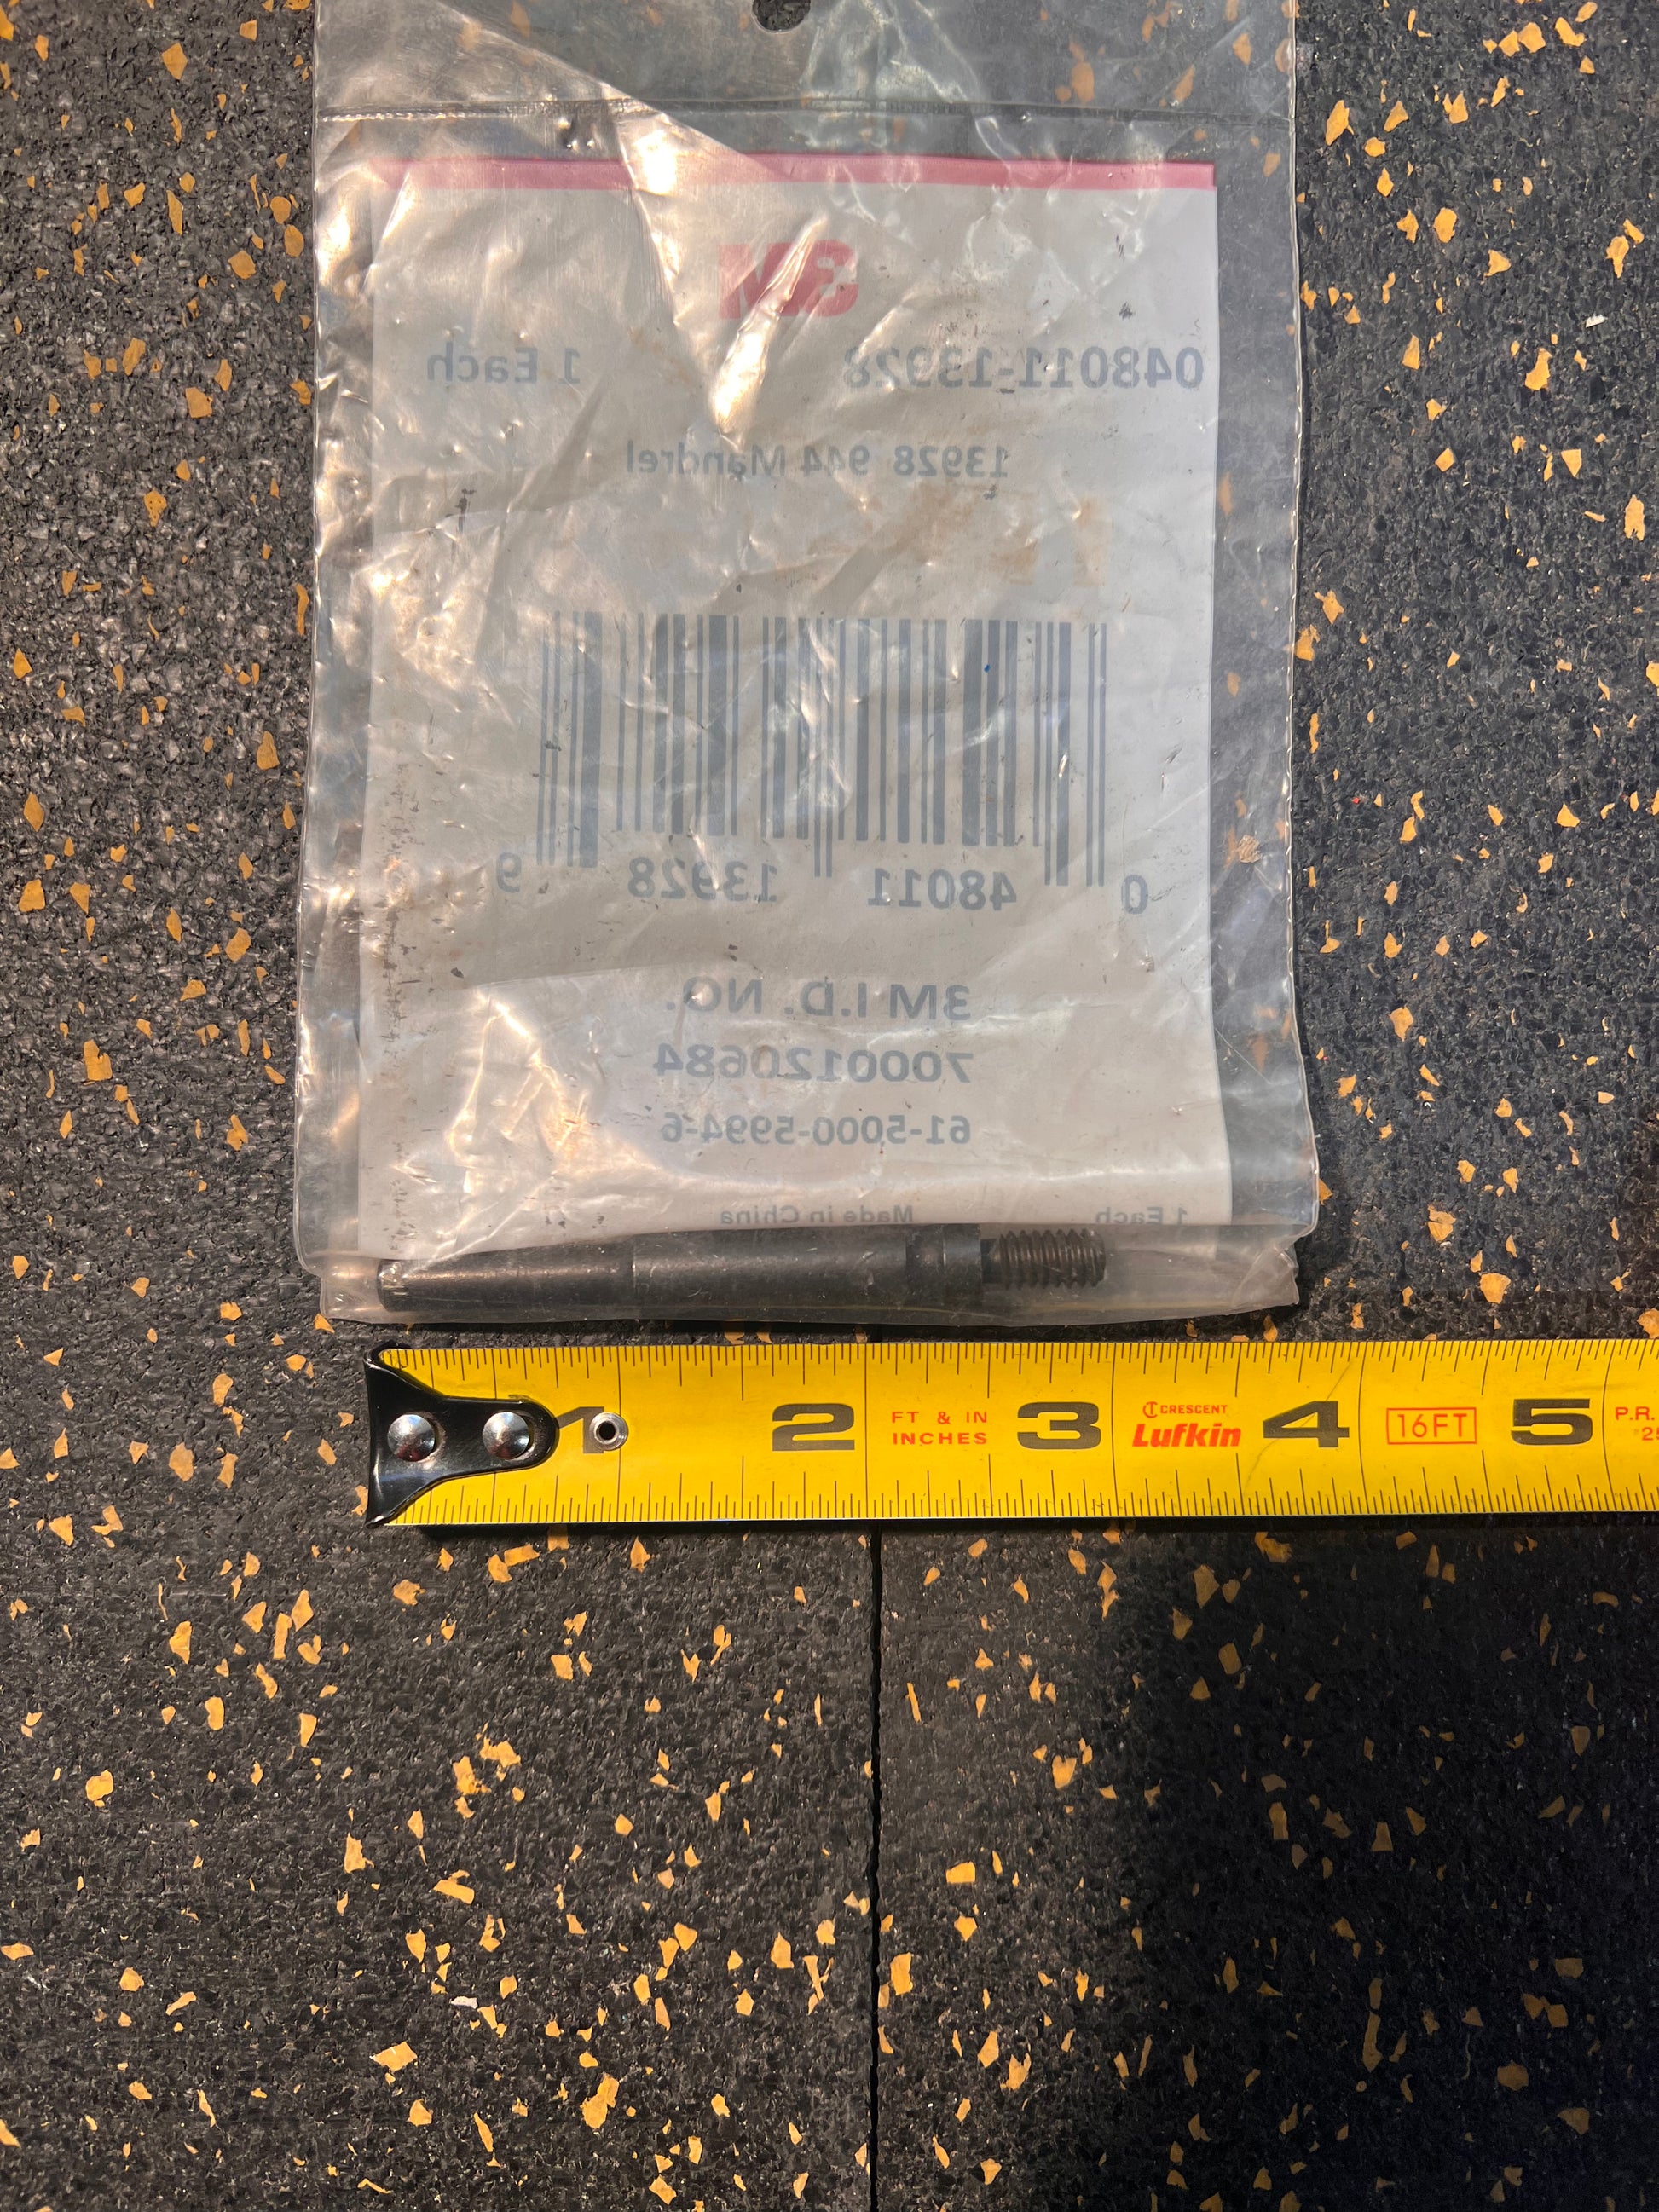 3M
048011-13928 1 Each
13928 944 Mandrel
0 48011 13928 9
3M I.D. NO.
7000120684
61-5000-5994-6
1 Each Made in China
1 2 FT & IN INCHES 3 CRESCENT Lufkin 4 16FT 5 P.R.